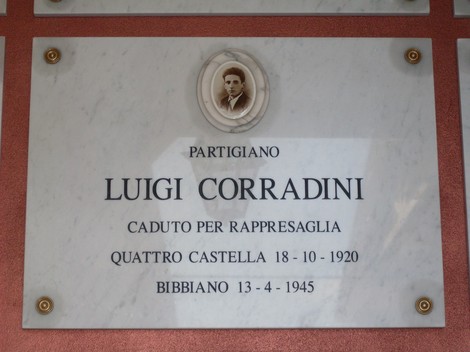 PARTIGIANO
LUIGI CORRADINI
CADUTO PER RAPPRESAGLIA
QUATTRO CASTELLA 18 - 10 - 1920
BIBBIANO 13 - 4 - 1945